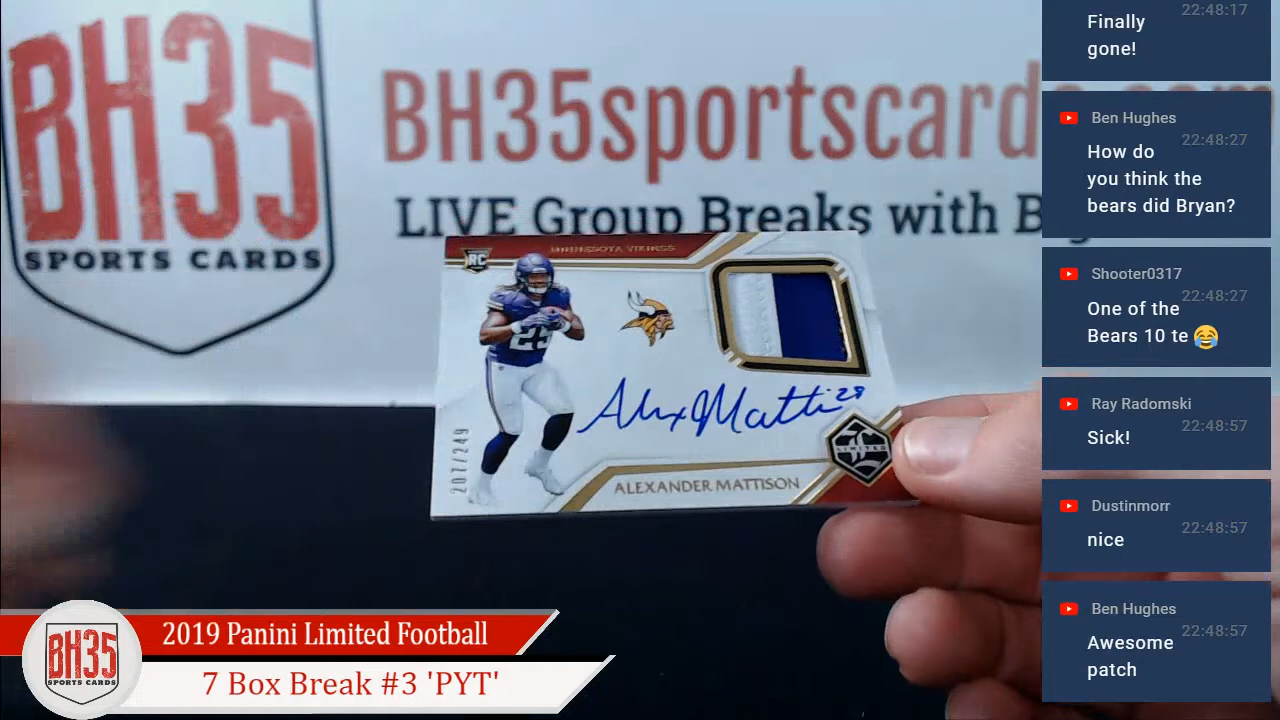 BH35
SPORTS CARDS
BH35sportscard
LIVE Group Breaks with B
RC
MINNESOTA VIKINGS
25
Alex Matti 28
207/249
LIMITED
ALEXANDER MATTISON
2019 Panini Limited Football
7 Box Break #3 'PYT'
BH35
SPORTS CARDS
22:48:17
Finally
gone!
Ben Hughes
22:48:27
How do
you think the
bears did Bryan?
Shooter0317
22:48:27
One of the
Bears 10 te 😂
Ray Radomski
22:48:57
Sick!
Dustinmorr
22:48:57
nice
Ben Hughes
22:48:57
Awesome
patch